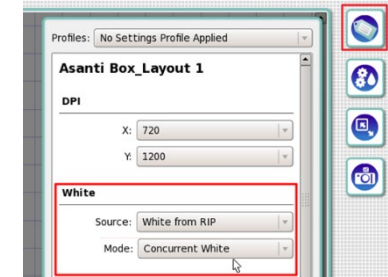 Profiles: No Settings Profile Applied
Asanti Box_Layout 1
DPI
X: 720
Y: 1200
White
Source: White from RIP
Mode: Concurrent White